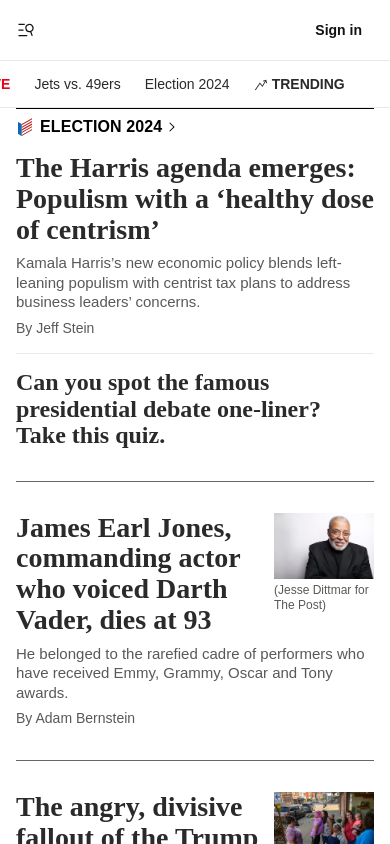 Sign in
E Jets vs. 49ers Election 2024 TRENDING
ELECTION 2024
The Harris agenda emerges:
Populism with a ‘healthy dose
of centrism’
Kamala Harris’s new economic policy blends left-
leaning populism with centrist tax plans to address
business leaders’ concerns.
By Jeff Stein
Can you spot the famous
presidential debate one-liner?
Take this quiz.
James Earl Jones,
commanding actor
who voiced Darth
Vader, dies at 93
(Jesse Dittmar for
The Post)
He belonged to the rarefied cadre of performers who
have received Emmy, Grammy, Oscar and Tony
awards.
By Adam Bernstein
The angry, divisive
fallout of the Trump